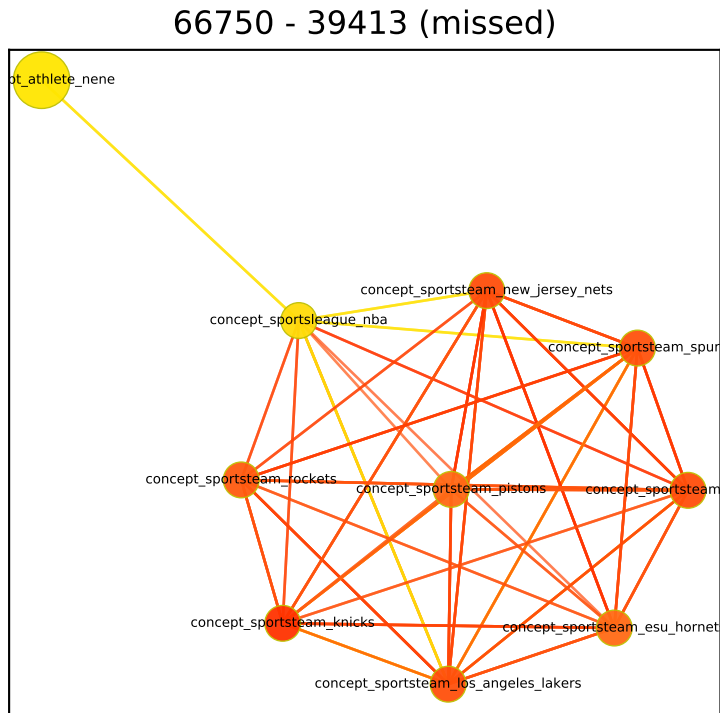 66750 - 39413 (missed)
pt_athlete_nene
concept_sportsteam_new_jersey_nets
concept_sportsleague_nba
concept_sportsteam_spur
concept_sportsteam_rockets
concept_sportsteam_pistons
concept_sportsteam
concept_sportsteam_knicks
concept_sportsteam_esu_hornet
concept_sportsteam_los_angeles_lakers